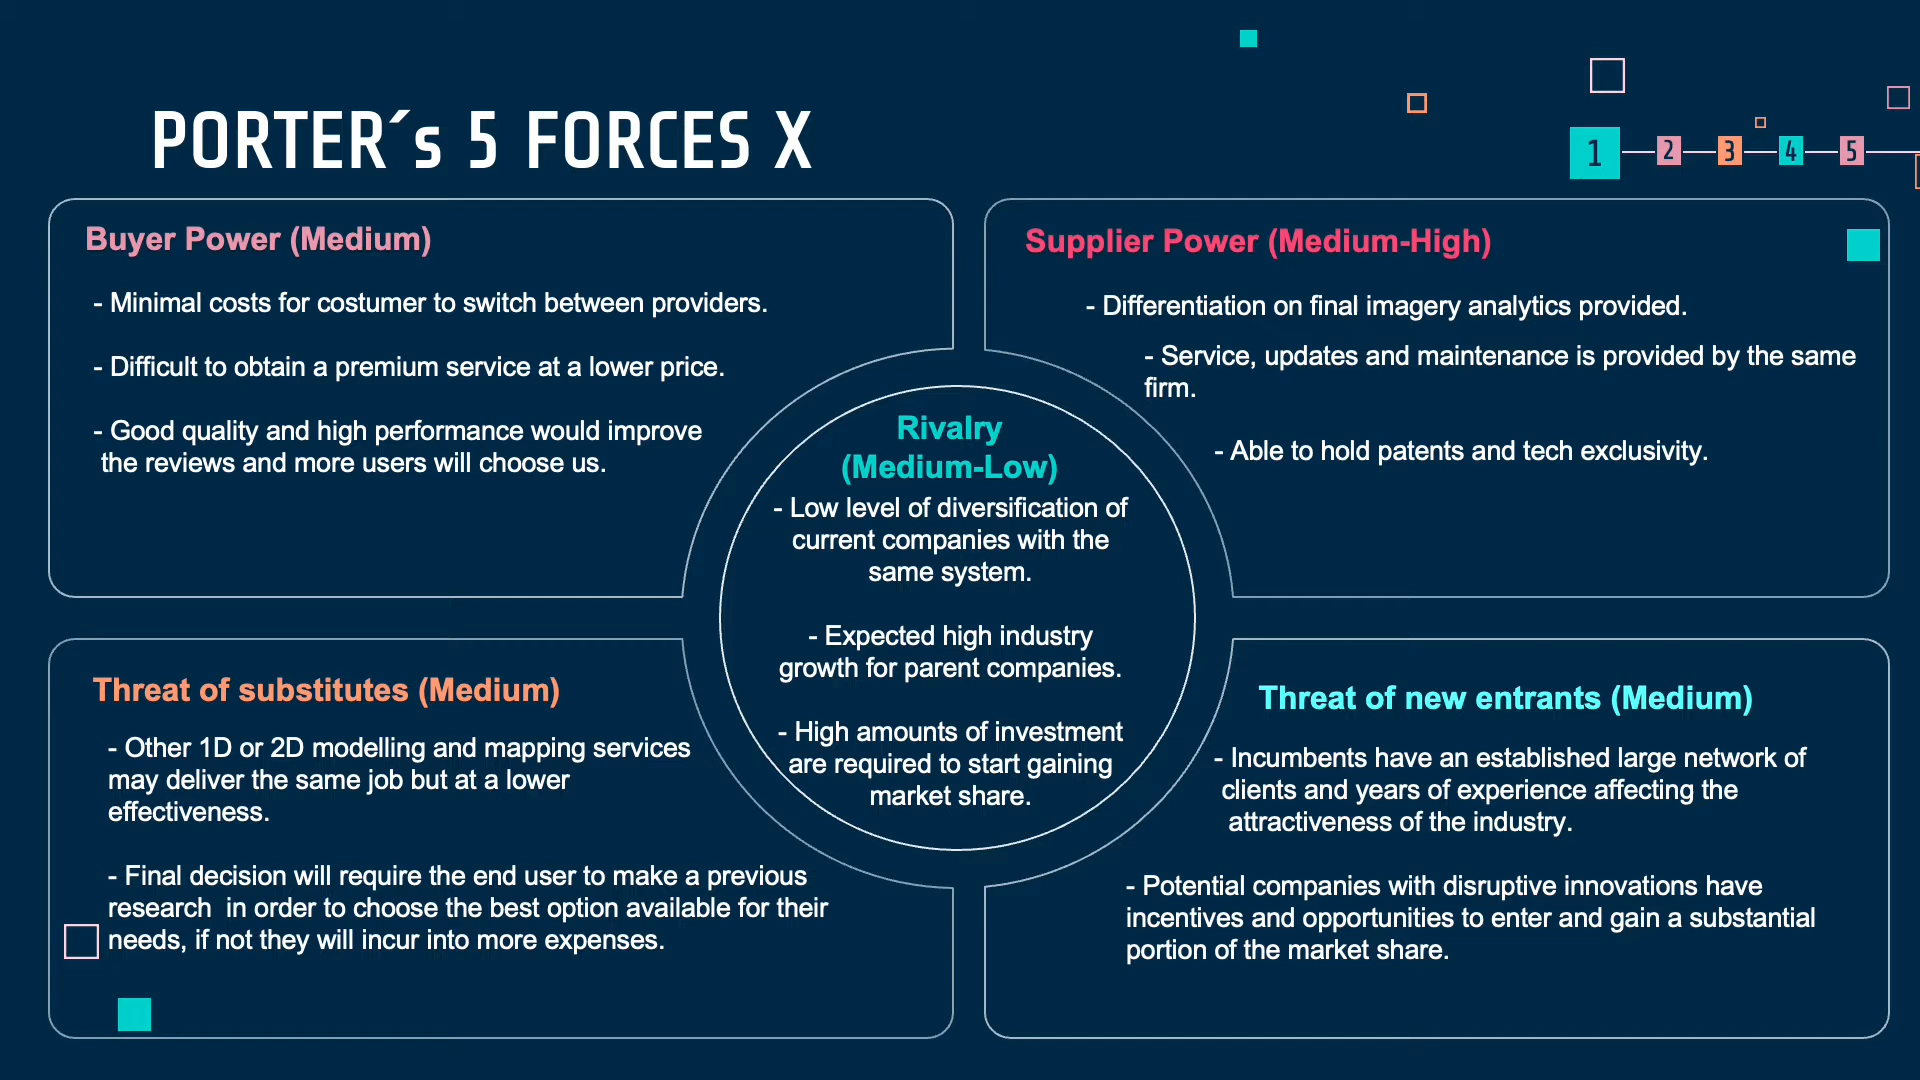 PORTER´s 5 FORCES X
1 2 3 4 5
Buyer Power (Medium)
- Minimal costs for costumer to switch between providers.
- Difficult to obtain a premium service at a lower price.
- Good quality and high performance would improve
the reviews and more users will choose us.
Supplier Power (Medium-High)
- Differentiation on final imagery analytics provided.
- Service, updates and maintenance is provided by the same
firm.
- Able to hold patents and tech exclusivity.
Rivalry
(Medium-Low)
- Low level of diversification of
current companies with the
same system.
- Expected high industry
growth for parent companies.
- High amounts of investment
are required to start gaining
market share.
Threat of substitutes (Medium)
- Other 1D or 2D modelling and mapping services
may deliver the same job but at a lower
effectiveness.
- Final decision will require the end user to make a previous
research  in order to choose the best option available for their
needs, if not they will incur into more expenses.
Threat of new entrants (Medium)
- Incumbents have an established large network of
clients and years of experience affecting the
attractiveness of the industry.
- Potential companies with disruptive innovations have
incentives and opportunities to enter and gain a substantial
portion of the market share.